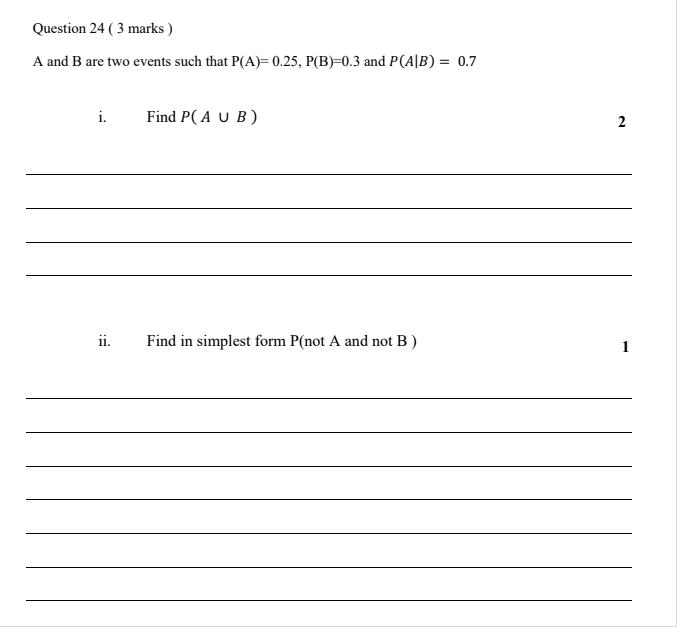 Question 24 ( 3 marks )
A and B are two events such that P(A)= 0.25, P(B)=0.3 and P(A|B) = 0.7
i. Find P( A ∪ B ) 2
ii. Find in simplest form P(not A and not B ) 1